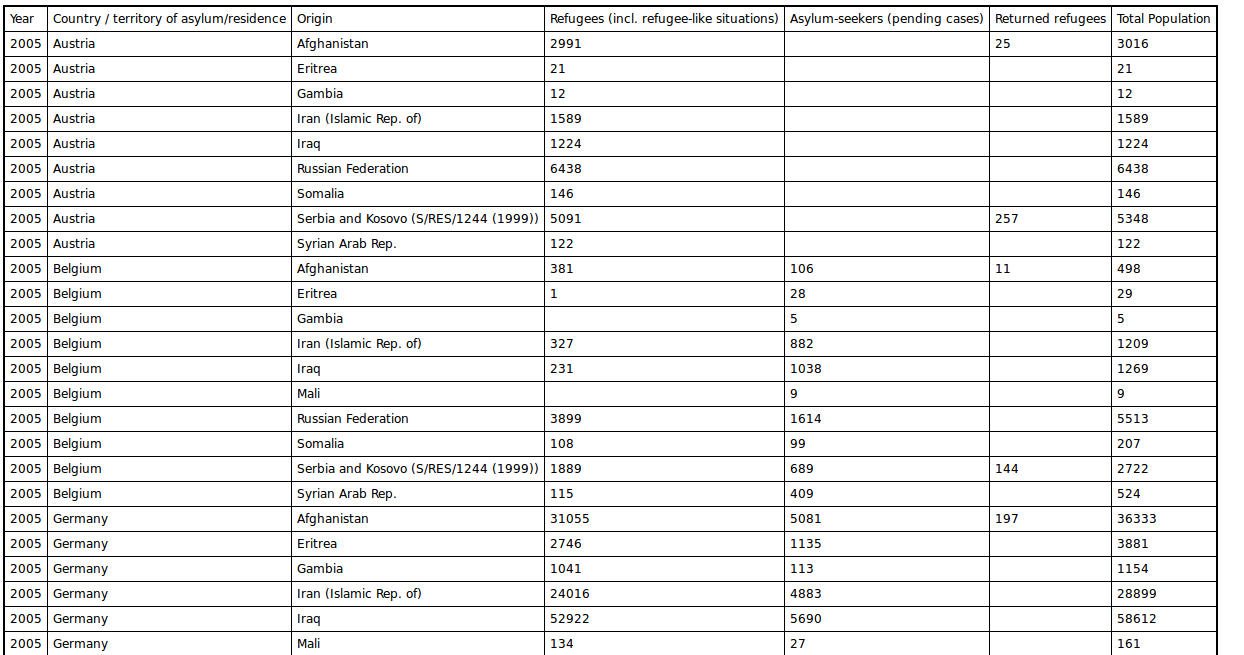 Year Country / territory of asylum/residence Origin Refugees (incl. refugee-like situations) Asylum-seekers (pending cases) Returned refugees Total Population
2005 Austria Afghanistan 2991 25 3016
2005 Austria Eritrea 21 21
2005 Austria Gambia 12 12
2005 Austria Iran (Islamic Rep. of) 1589 1589
2005 Austria Iraq 1224 1224
2005 Austria Russian Federation 6438 6438
2005 Austria Somalia 146 146
2005 Austria Serbia and Kosovo (S/RES/1244 (1999)) 5091 257 5348
2005 Austria Syrian Arab Rep. 122 122
2005 Belgium Afghanistan 381 106 11 498
2005 Belgium Eritrea 1 28 29
2005 Belgium Gambia 5 5
2005 Belgium Iran (Islamic Rep. of) 327 882 1209
2005 Belgium Iraq 231 1038 1269
2005 Belgium Mali 9 9
2005 Belgium Russian Federation 3899 1614 5513
2005 Belgium Somalia 108 99 207
2005 Belgium Serbia and Kosovo (S/RES/1244 (1999)) 1889 689 144 2722
2005 Belgium Syrian Arab Rep. 115 409 524
2005 Germany Afghanistan 31055 5081 197 36333
2005 Germany Eritrea 2746 1135 3881
2005 Germany Gambia 1041 113 1154
2005 Germany Iran (Islamic Rep. of) 24016 4883 28899
2005 Germany Iraq 52922 5690 58612
2005 Germany Mali 134 27 161